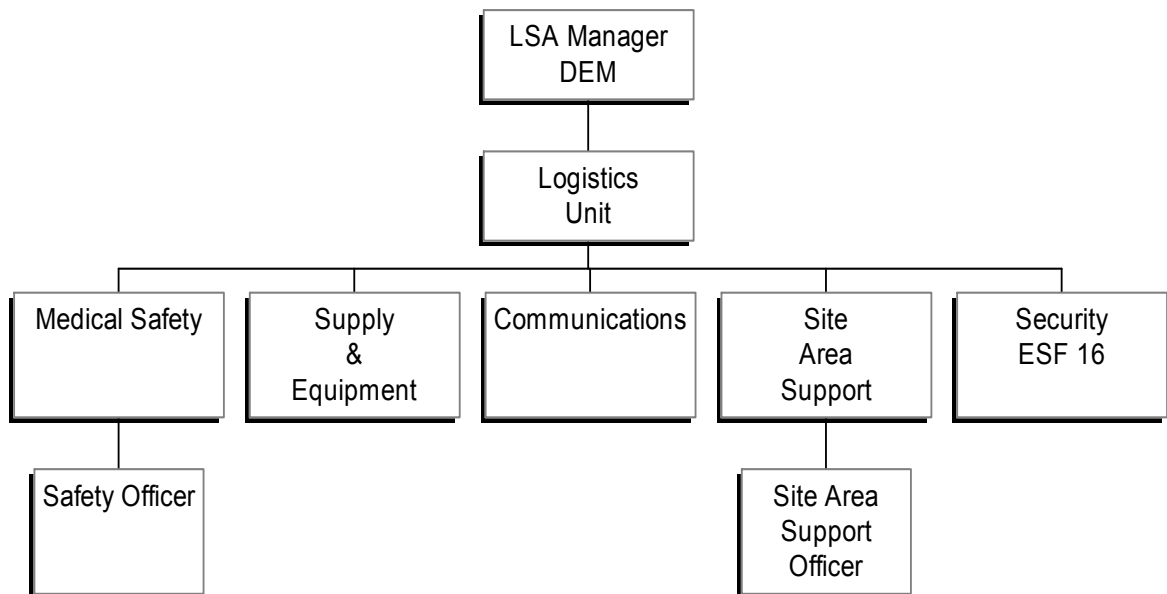 LSA Manager
DEM
Logistics
Unit
Medical Safety
Supply
&
Equipment
Communications
Site
Area
Support
Security
ESF 16
Safety Officer
Site Area
Support
Officer